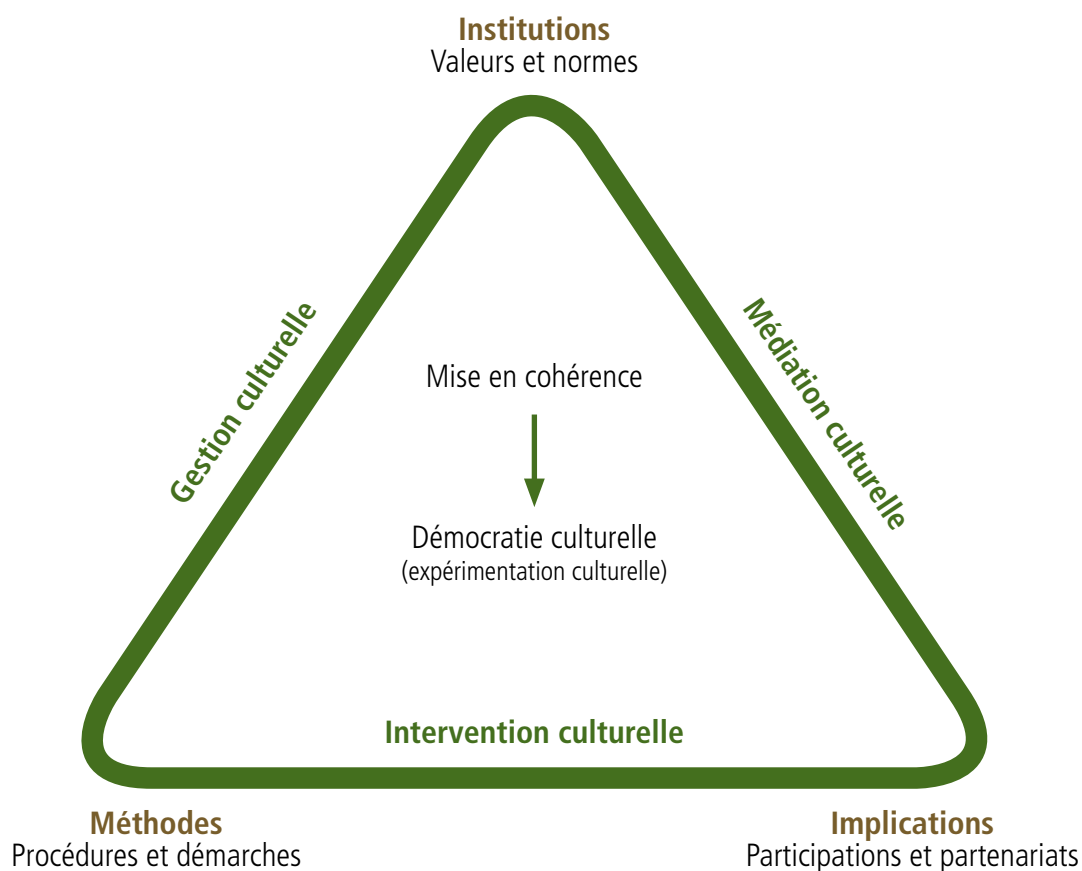 Institutions
Valeurs et normes
Gestion culturelle
Médiation culturelle
Mise en cohérence
Démocratie culturelle
(expérimentation culturelle)
Intervention culturelle
Méthodes
Procédures et démarches
Implications
Participations et partenariats